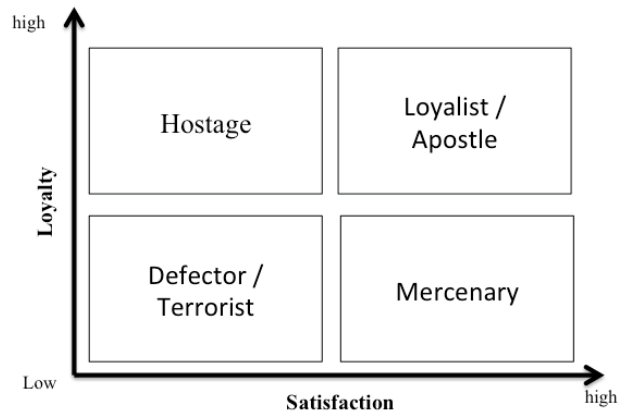 high
Hostage
Loyalist /
Apostle
Loyalty
Defector /
Terrorist
Mercenary
Low
Satisfaction
high